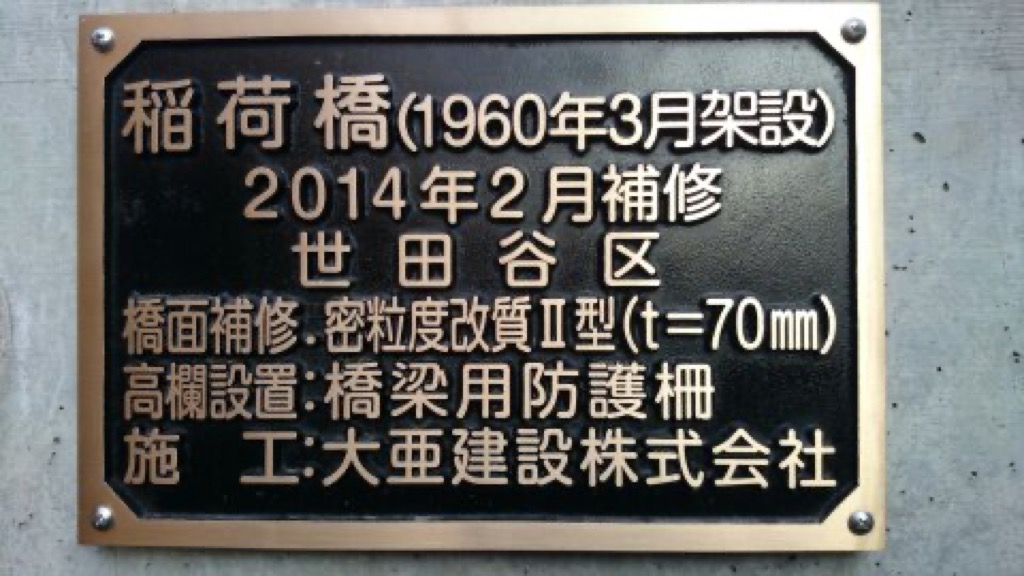 稲荷橋(1960年3月架設)
2014年2月補修
世田谷区
橋面補修:密粒度改質Ⅱ型(t=70㎜)
高欄設置:橋梁用防護柵
施 工:大亜建設株式会社